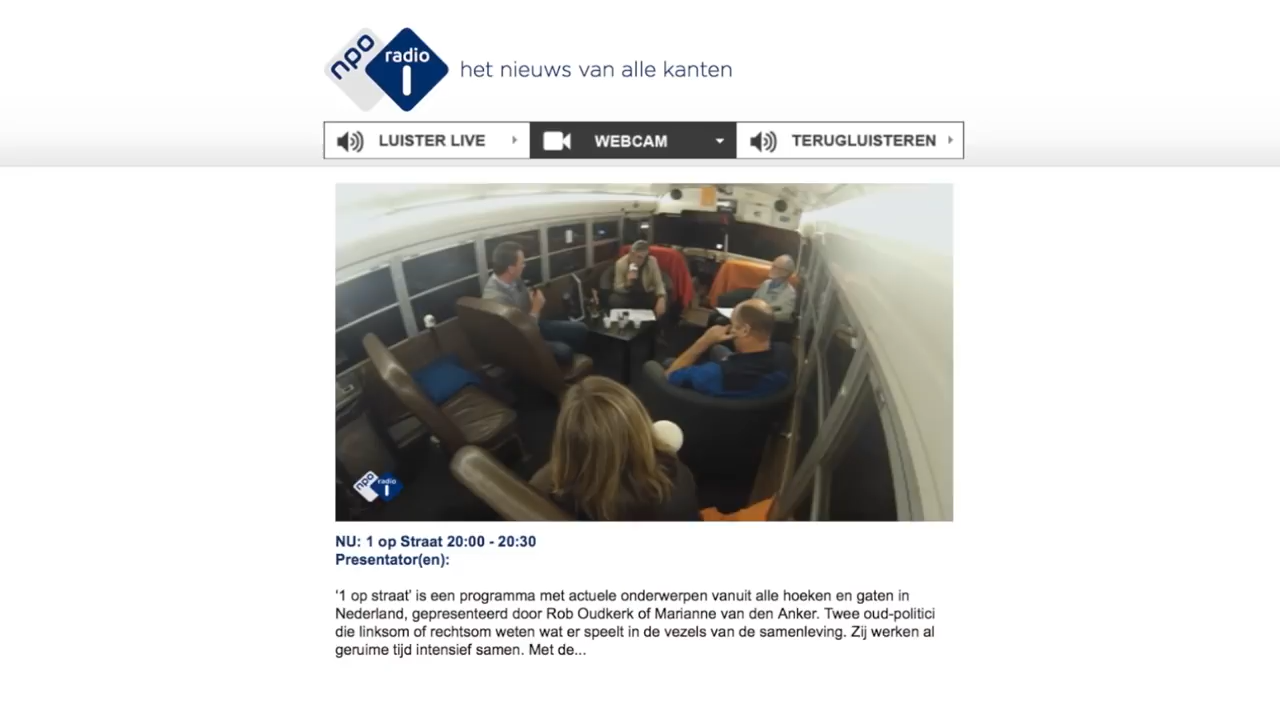 npo
radio
1
het nieuws van alle kanten
LUISTER LIVE
WEBCAM
TERUGLUISTEREN
npo
radio
1
NU: 1 op Straat 20:00 - 20:30
Presentator(en):
'1 op straat' is een programma met actuele onderwerpen vanuit alle hoeken en gaten in
Nederland, gepresenteerd door Rob Oudkerk of Marianne van den Anker. Twee oud-politici
die linksom of rechtsom weten wat er speelt in de vezels van de samenleving. Zij werken al
geruime tijd intensief samen. Met de...